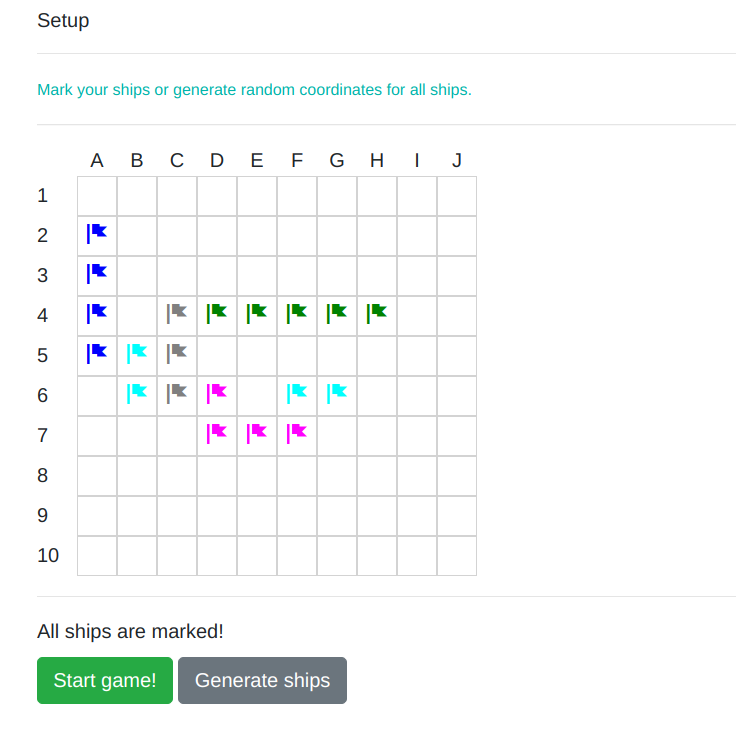 Setup
Mark your ships or generate random coordinates for all ships.
A B C D E F G H I J
1
2
3
4
5
6
7
8
9
10
All ships are marked!
Start game! Generate ships